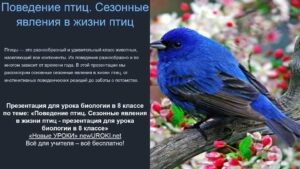 Поведение птиц. Сезонные
явления в жизни птиц
Птицы — это разнообразный и удивительный класс животных,
населяющий все континенты. Их поведение разнообразно и во
многом зависит от времени года. В этой презентации мы
рассмотрим основные сезонные явления в жизни птиц, от
инстинктивных поведенческих реакций до заботы о потомстве.
Презентация для урока биологии в 8 классе
по теме: «Поведение птиц. Сезонные явления
в жизни птиц - презентация для урока
биологии в 8 классе»
«Новые УРОКИ» newUROKI.net
Всё для учителя – всё бесплатно!